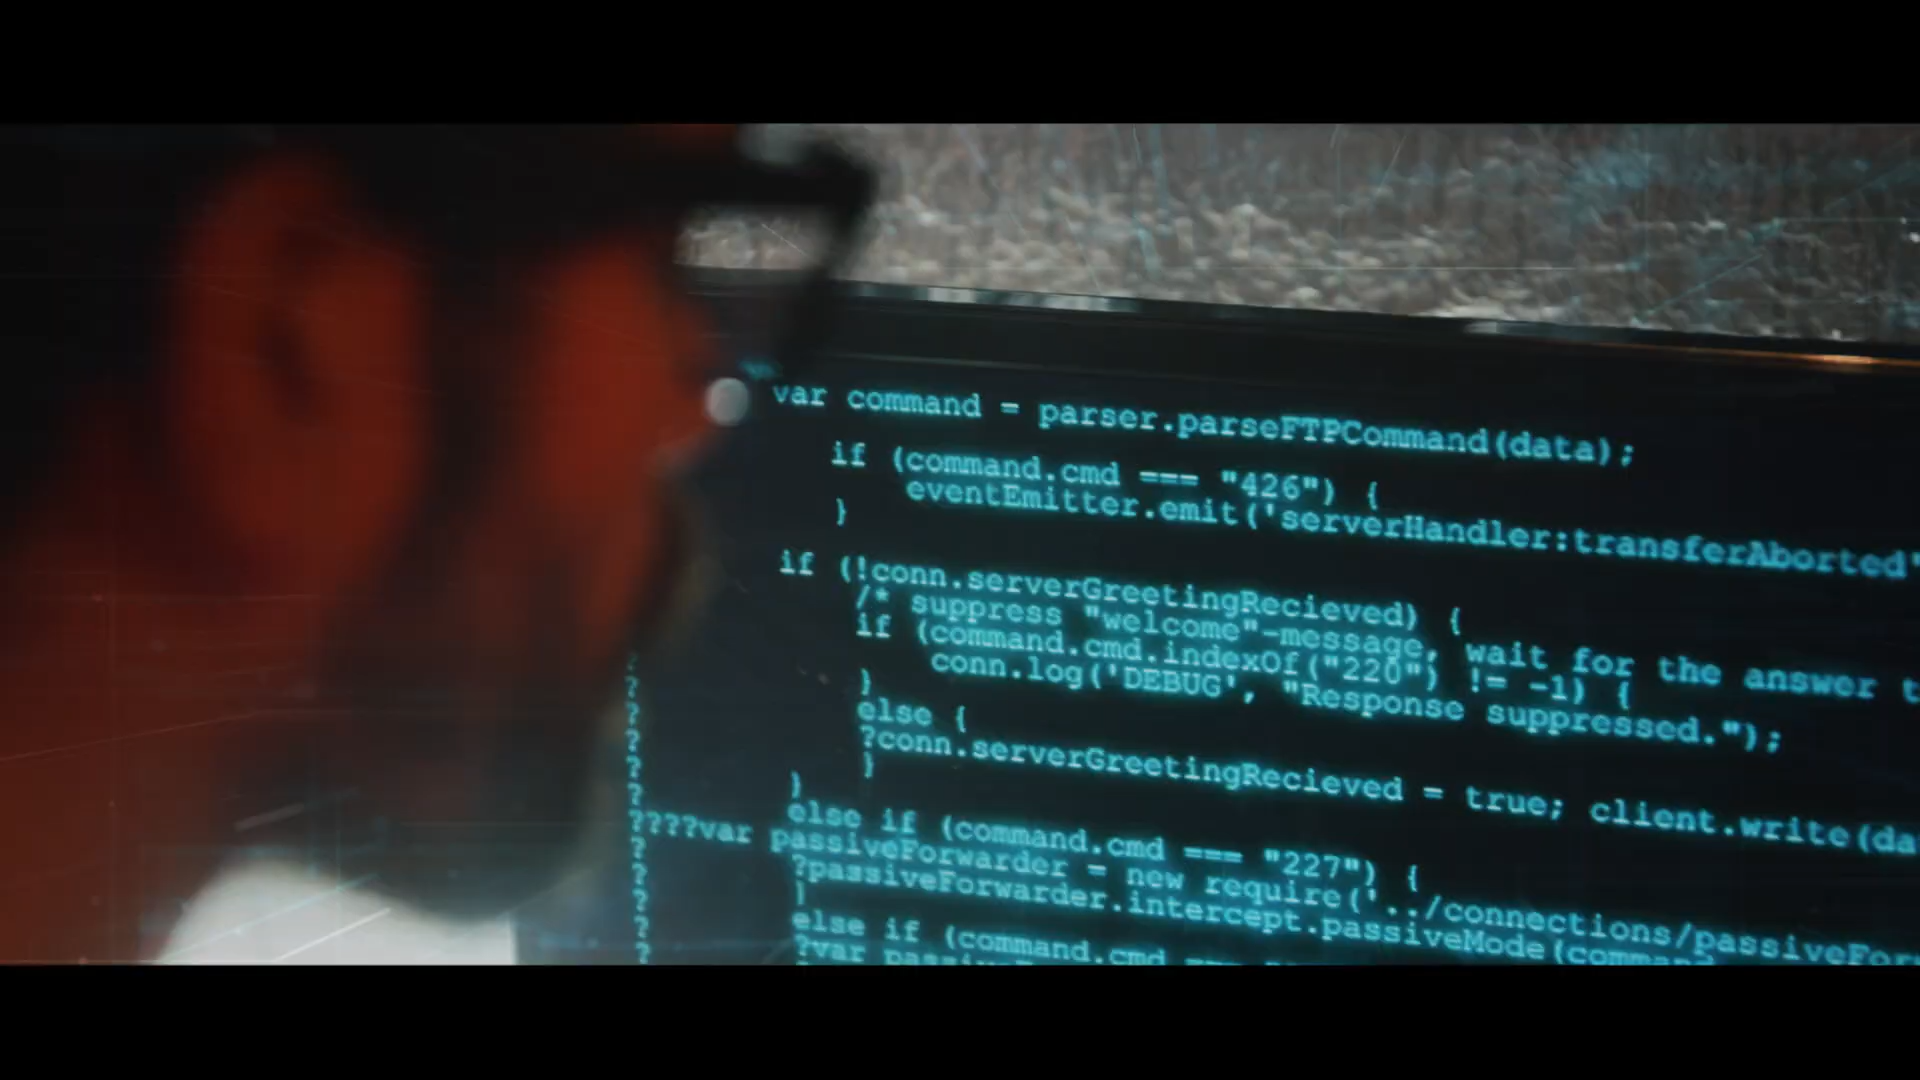 var command = parser.parseFTPCommand(data);
if (command.cmd === "426") {
eventEmitter.emit('serverHandler:transferAborted'
}
if (!conn.serverGreetingRecieved) {
/* suppress "welcome"-message, wait for the answer t
if (command.cmd.indexOf("220") != -1) {
conn.log('DEBUG', "Response suppressed.");
}
else {
?conn.serverGreetingRecieved = true; client.write(da
}
}
else if (command.cmd === "227") {
????var passiveForwarder = new require('../connections/passiveFor
?passiveForwarder.intercept.passiveMode(command
}
else if (command.cmd ===
?var
?
?
?
?
?
?
?
?
?
?
?